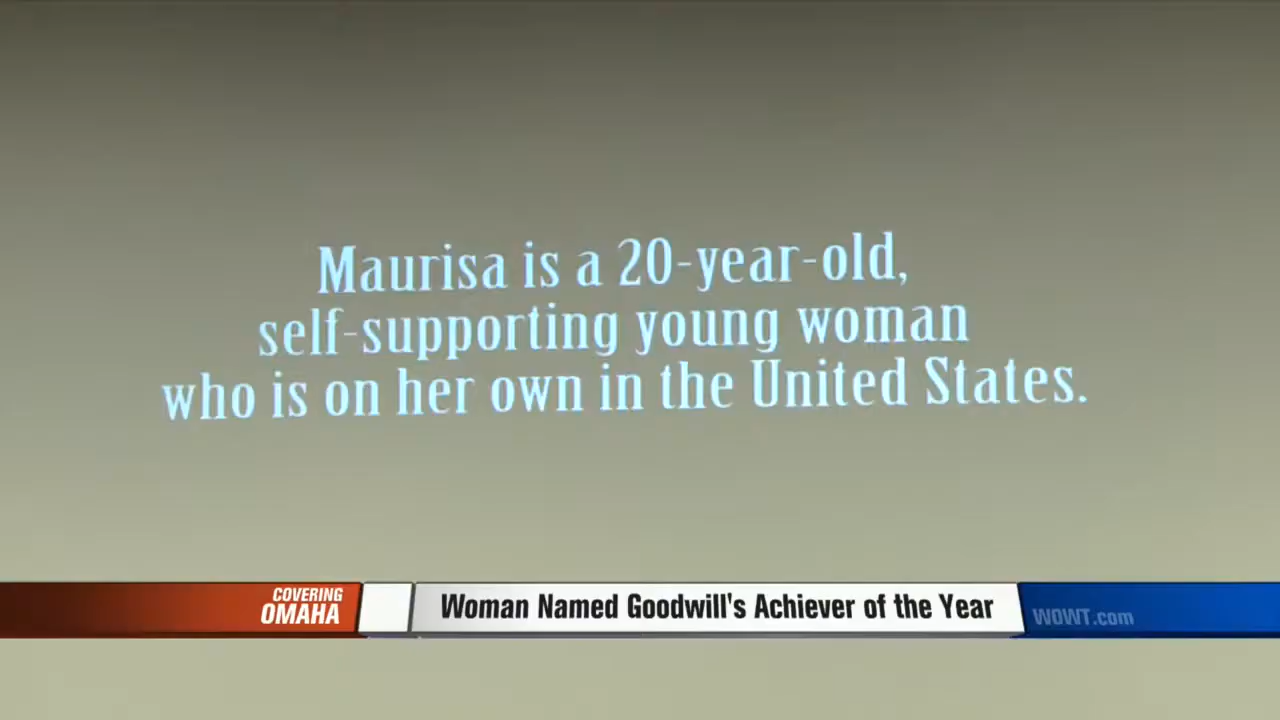 Maurisa is a 20-year-old,
self-supporting young woman
who is on her own in the United States.
COVERING
OMAHA
Woman Named Goodwill's Achiever of the Year
WOWT.com